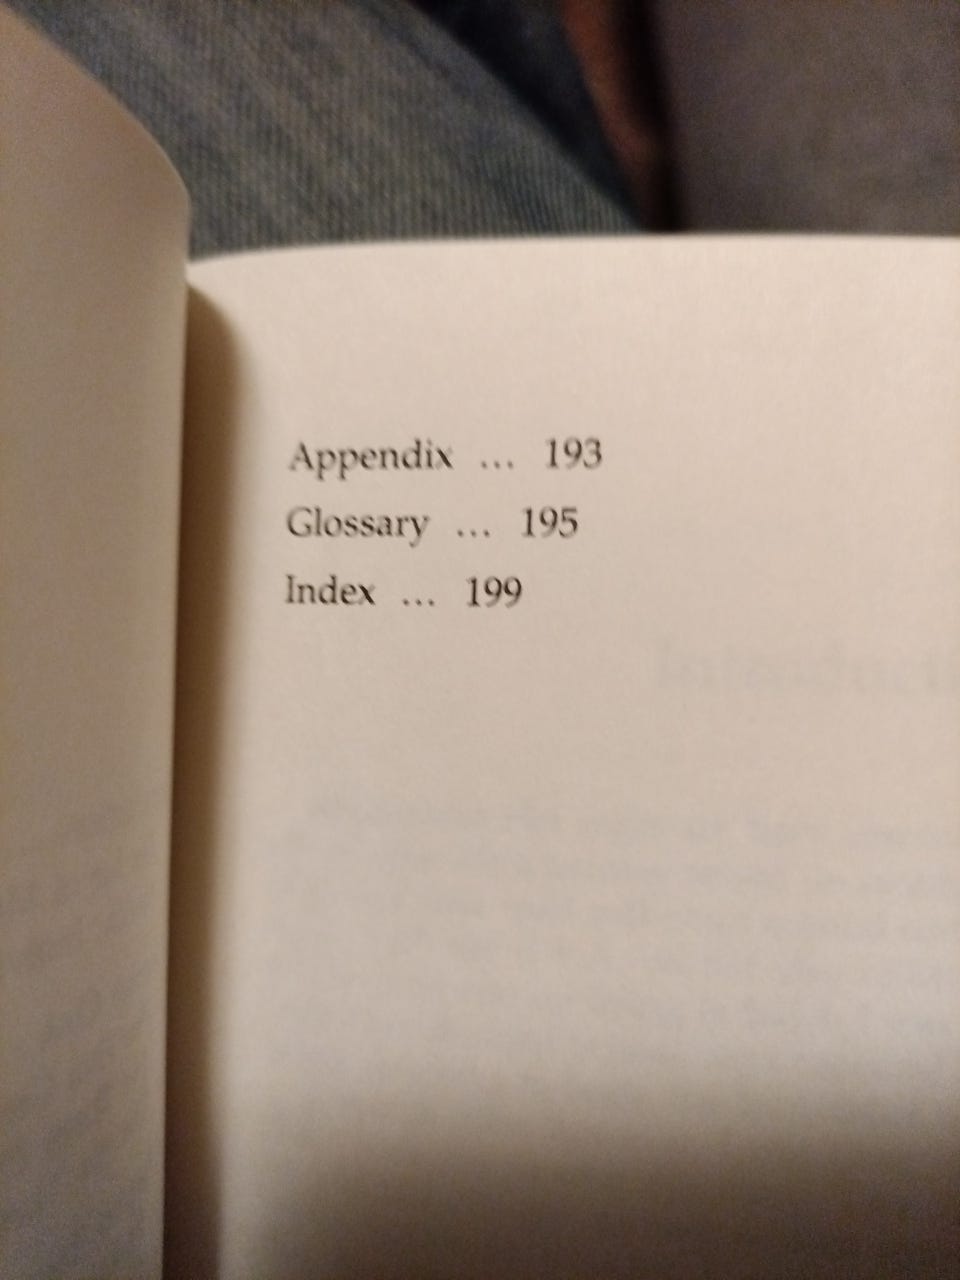 Appendix ... 193
Glossary ... 195
Index ... 199